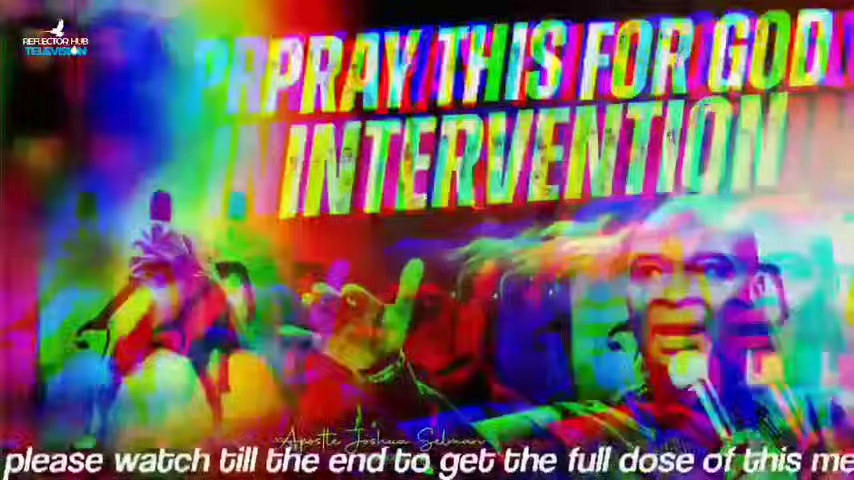 REFLECTOR HUB
TELEVISION
PRAY THIS FOR GOD
INTERVENTION
Apostle Joshua Selman
please watch till the end to get the full dose of this me